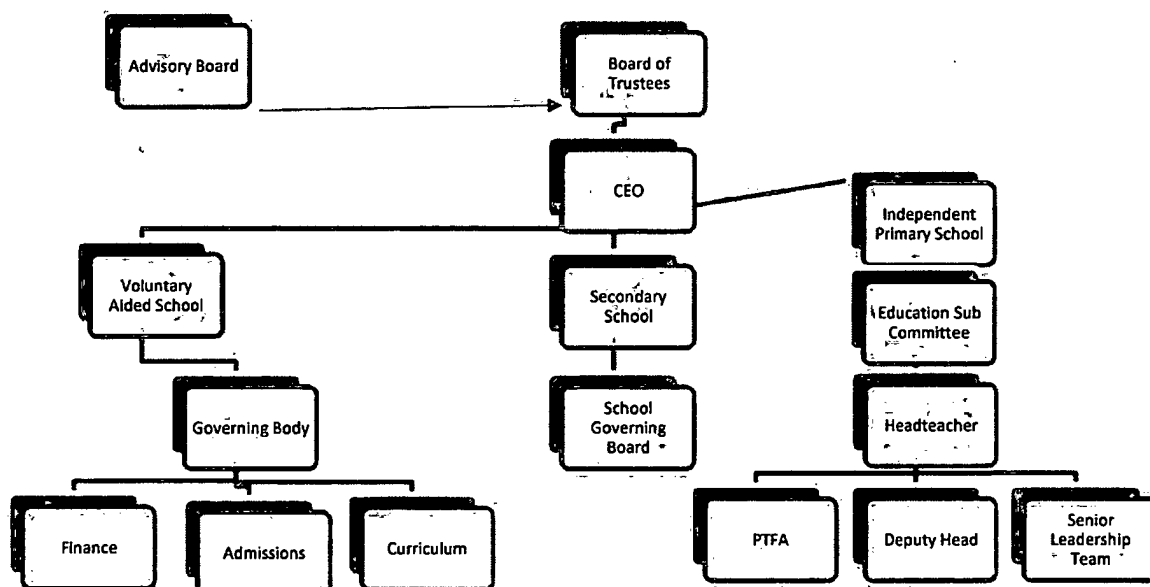 Advisory Board
Board of
Trustees
CEO
Independent
Primary School
Voluntary
Aided School
Secondary
School
Education Sub
Committee
Governing Body
School
Governing
Board
Headteacher
Finance
Admissions
Curriculum
PTFA
Deputy Head
Senior
Leadership
Team